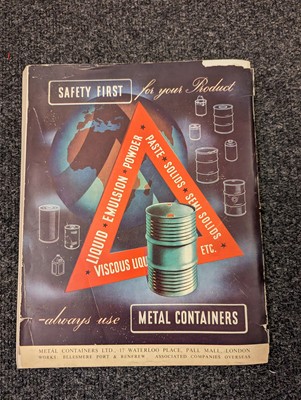 SAFETY FIRST for your Product
LIQUID ★ EMULSION ★ POWDER
★ PASTE ★ SOLIDS ★ SEMI SOLIDS
ETC.
VISCOUS LIQU
-always use METAL CONTAINERS
METAL CONTAINERS LTD., 17 WATERLOO PLACE, PALL MALL, LONDON
WORKS: ELLESMERE PORT & RENFREW. ASSOCIATED COMPANIES OVERSEAS.